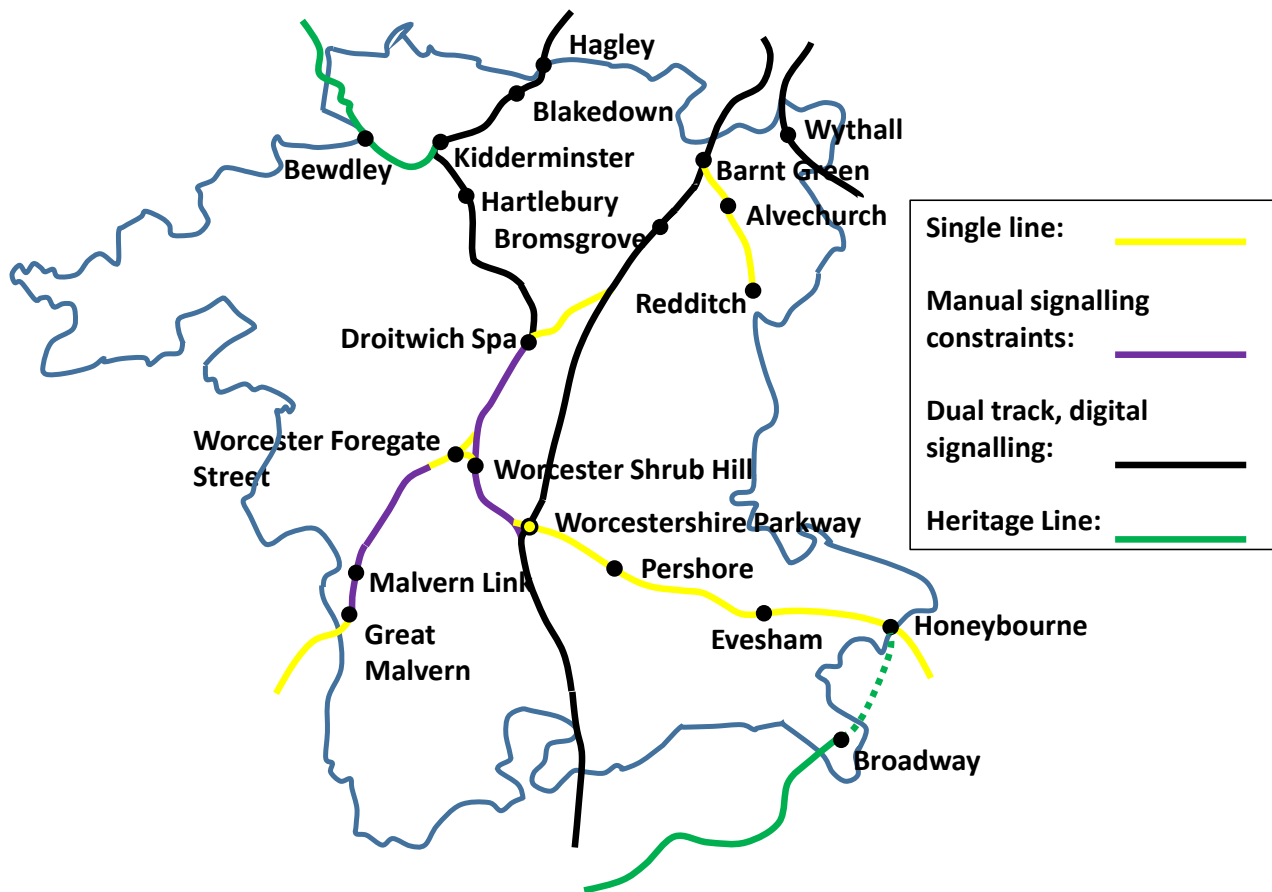 Hagley
Blakedown
Wythall
Kidderminster
Bewdley
Barnt Green
Hartlebury
Alvechurch
Bromsgrove
Redditch
Droitwich Spa
Worcester Foregate
Street
Worcester Shrub Hill
Worcestershire Parkway
Malvern Link
Pershore
Great
Malvern
Evesham
Honeybourne
Broadway
Single line:
Manual signalling
constraints:
Dual track, digital
signalling:
Heritage Line: